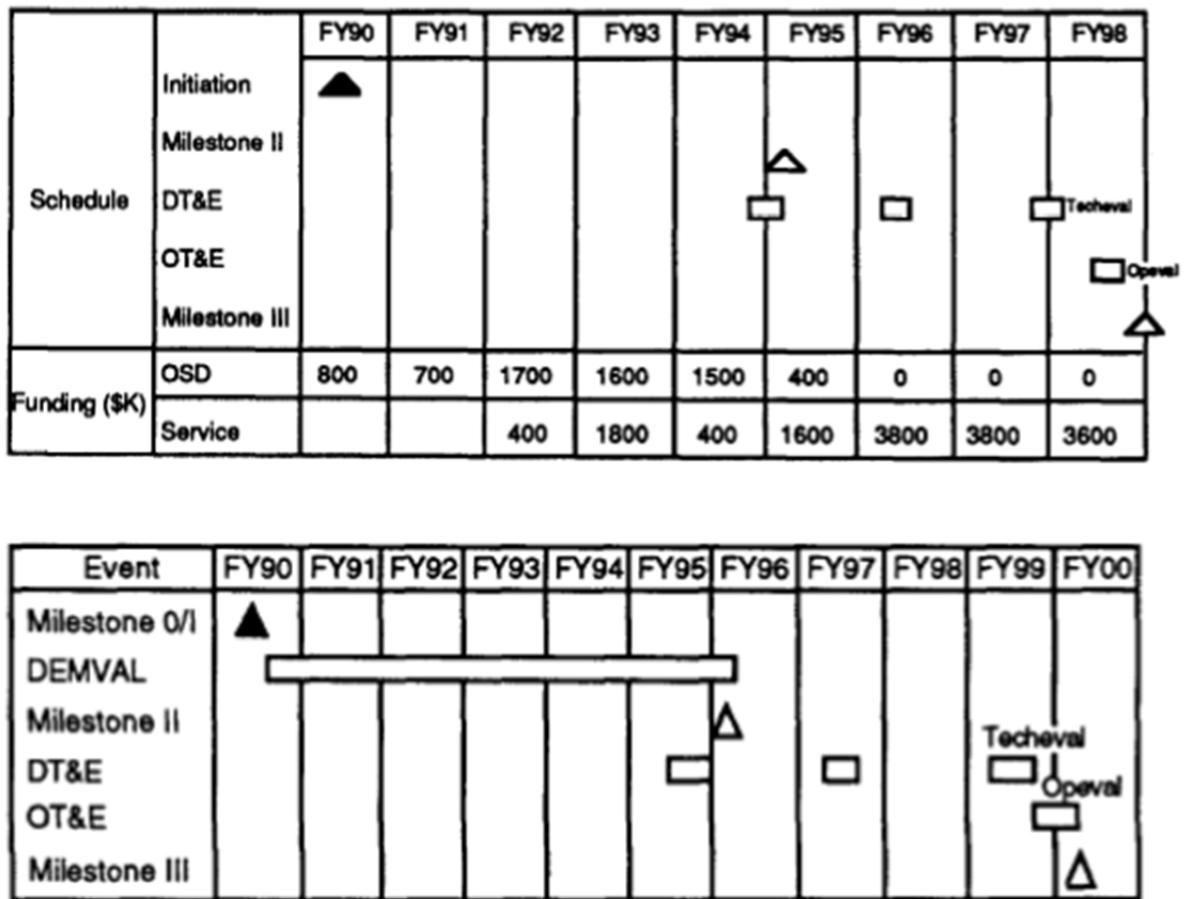 FY90 FY91 FY92 FY93 FY94 FY95 FY96 FY97 FY98
Initiation
Milestone II
Schedule DT&E Techeval
OT&E Opeval
Milestone III
OSD 800 700 1700 1600 1500 400 0 0 0
Funding ($K)
Service 400 1800 400 1600 3800 3800 3600
Event FY90 FY91 FY92 FY93 FY94 FY95 FY96 FY97 FY98 FY99 FY00
Milestone 0/I
DEMVAL
Milestone II
Techeval
DT&E
Opeval
OT&E
Milestone III